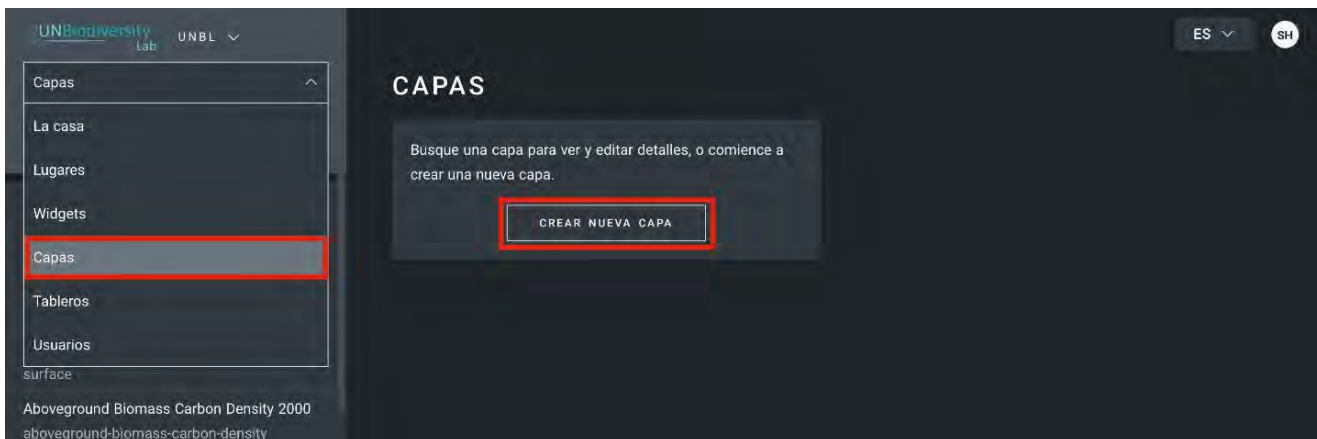 UNBiodiversity
Lab
UNBL
ES
SH
Capas
La casa
Lugares
Widgets
Capas
Tableros
Usuarios
surface
Aboveground Biomass Carbon Density 2000
aboveground-biomass-carbon-density
CAPAS
Busque una capa para ver y editar detalles, o comience a
crear una nueva capa.
CREAR NUEVA CAPA